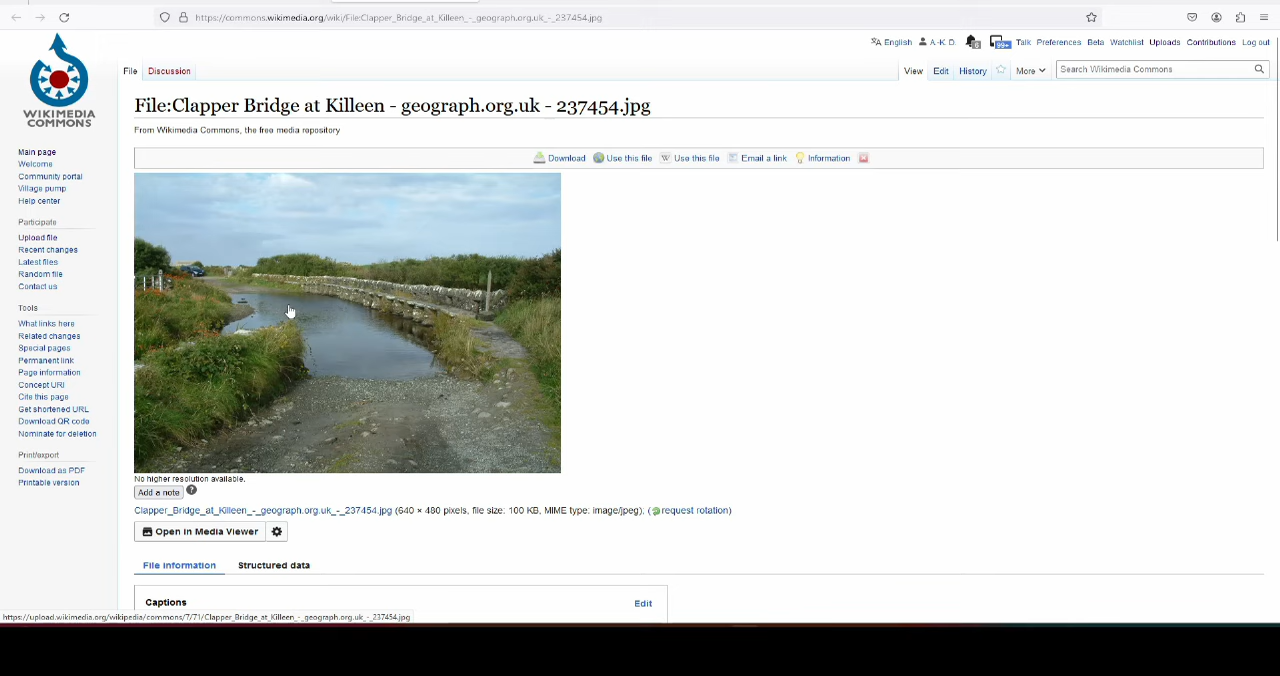 https://commons.wikimedia.org/wiki/File:Clapper_Bridge_at_Killeen_-_geograph.org.uk_-_237454.jpg
English A.-K. D. 6 99+ Talk Preferences Beta Watchlist Uploads Contributions Log out
WIKIMEDIA
COMMONS
File Discussion View Edit History More Search Wikimedia Commons
File:Clapper Bridge at Killeen - geograph.org.uk - 237454.jpg
From Wikimedia Commons, the free media repository
Download Use this file W Use this file Email a link Information
Main page
Welcome
Community portal
Village pump
Help center
Participate
Upload file
Recent changes
Latest files
Random file
Contact us
Tools
What links here
Related changes
Special pages
Permanent link
Page information
Concept URI
Cite this page
Get shortened URL
Download QR code
Nominate for deletion
Print/export
Download as PDF
Printable version
No higher resolution available.
Add a note ?
Clapper_Bridge_at_Killeen_-_geograph.org.uk_-_237454.jpg (640 × 480 pixels, file size: 100 KB, MIME type: image/jpeg); (request rotation)
Open in Media Viewer
File information Structured data
Captions Edit
https://upload.wikimedia.org/wikipedia/commons/7/71/Clapper_Bridge_at_Killeen_-_geograph.org.uk_-_237454.jpg